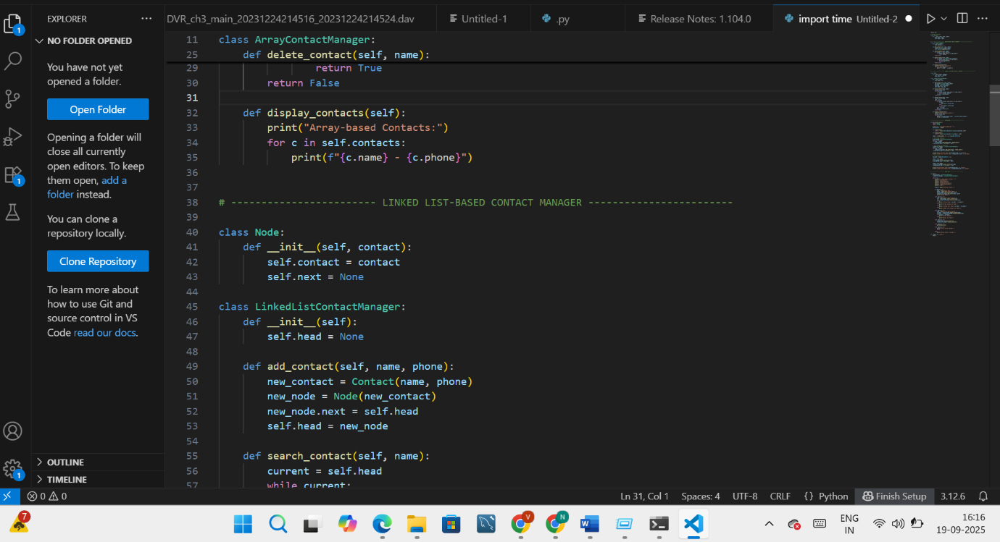 EXPLORER
NO FOLDER OPENED
You have not yet
opened a folder.
Open Folder
Opening a folder will
close all currently
open editors. To keep
them open, add a
folder instead.
You can clone a
repository locally.
Clone Repository
To learn more about
how to use Git and
source control in VS
Code read our docs.
OUTLINE
TIMELINE
1
1
1
DVR_ch3_main_20231224214516_20231224214524.dav
Untitled-1
.py
Release Notes: 1.104.0
import time Untitled-2
11 class ArrayContactManager:
25     def delete_contact(self, name):
29                 return True
30         return False
31
32     def display_contacts(self):
33         print("Array-based Contacts:")
34         for c in self.contacts:
35             print(f"{c.name} - {c.phone}")
36
37
38 # ------------------------ LINKED LIST-BASED CONTACT MANAGER ------------------------
39
40 class Node:
41     def __init__(self, contact):
42         self.contact = contact
43         self.next = None
44
45 class LinkedListContactManager:
46     def __init__(self):
47         self.head = None
48
49     def add_contact(self, name, phone):
50         new_contact = Contact(name, phone)
51         new_node = Node(new_contact)
52         new_node.next = self.head
53         self.head = new_node
54
55     def search_contact(self, name):
56         current = self.head
57         while current:
0 0
Ln 31, Col 1 Spaces: 4 UTF-8 CRLF {} Python Finish Setup 3.12.6
7
V
N
W
ENG
IN
16:16
19-09-2025